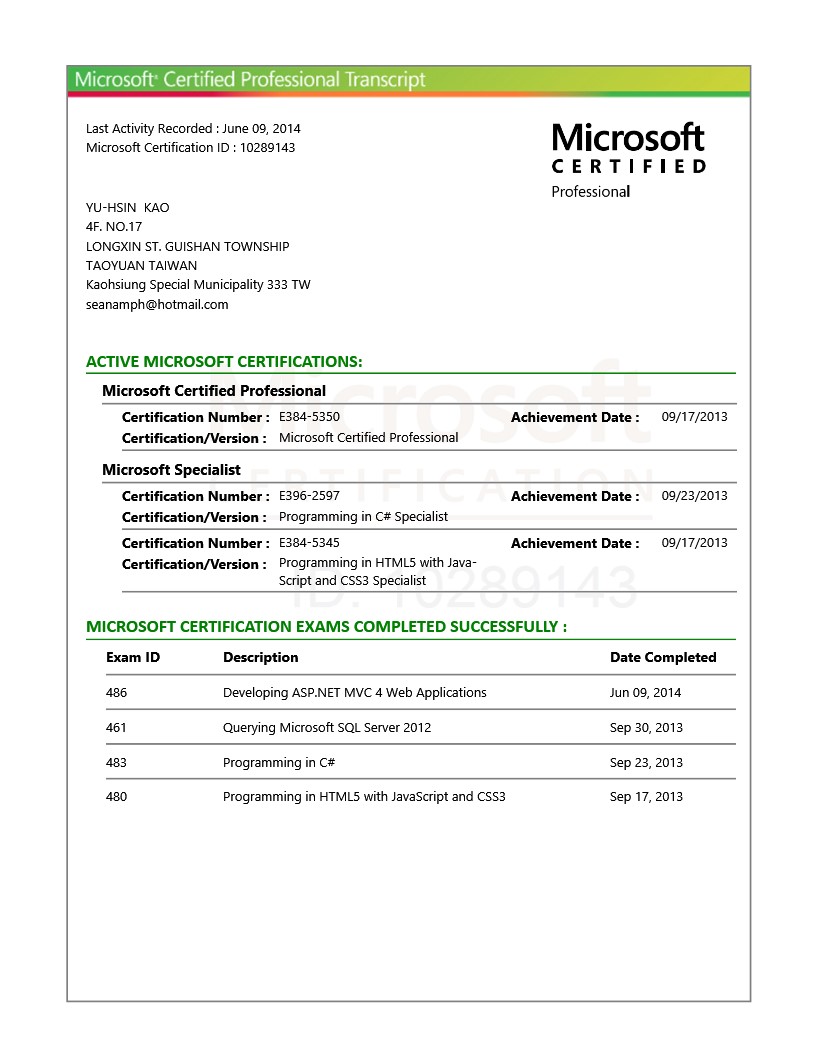 Microsoft® Certified Professional Transcript
Last Activity Recorded : June 09, 2014
Microsoft Certification ID : 10289143
Microsoft
CERTIFIED
Professional
YU-HSIN  KAO
4F. NO.17
LONGXIN ST. GUISHAN TOWNSHIP
TAOYUAN TAIWAN
Kaohsiung Special Municipality 333 TW
seanamph@hotmail.com
ACTIVE MICROSOFT CERTIFICATIONS:
Microsoft Certified Professional
Certification Number : E384-5350 Achievement Date : 09/17/2013
Certification/Version : Microsoft Certified Professional
Microsoft Specialist
Certification Number : E396-2597 Achievement Date : 09/23/2013
Certification/Version : Programming in C# Specialist
Certification Number : E384-5345 Achievement Date : 09/17/2013
Certification/Version : Programming in HTML5 with Java-
Script and CSS3 Specialist
Microsoft
CERTIFICATION
ID: 10289143
MICROSOFT CERTIFICATION EXAMS COMPLETED SUCCESSFULLY :
Exam ID Description Date Completed
486 Developing ASP.NET MVC 4 Web Applications Jun 09, 2014
461 Querying Microsoft SQL Server 2012 Sep 30, 2013
483 Programming in C# Sep 23, 2013
480 Programming in HTML5 with JavaScript and CSS3 Sep 17, 2013